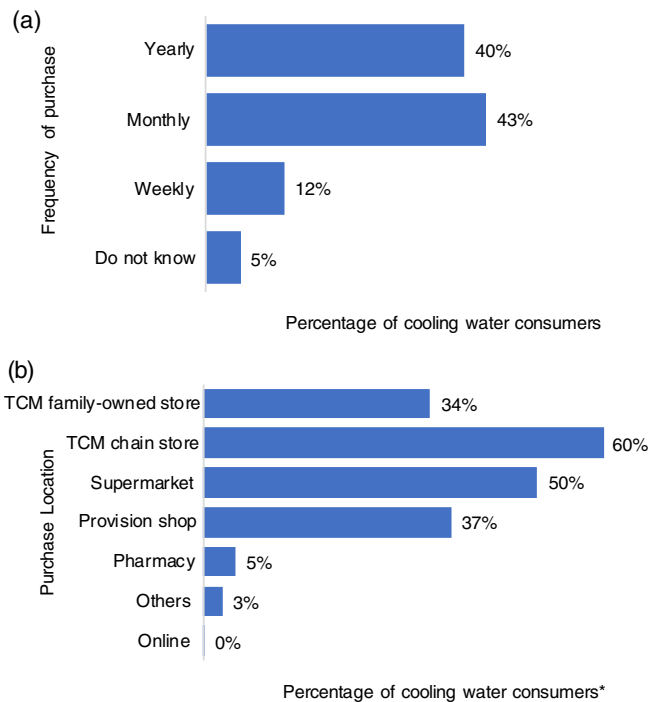 (a)
Frequency of purchase
Yearly 40%
Monthly 43%
Weekly 12%
Do not know 5%
Percentage of cooling water consumers
(b)
Purchase Location
TCM family-owned store 34%
TCM chain store 60%
Supermarket 50%
Provision shop 37%
Pharmacy 5%
Others 3%
Online 0%
Percentage of cooling water consumers*